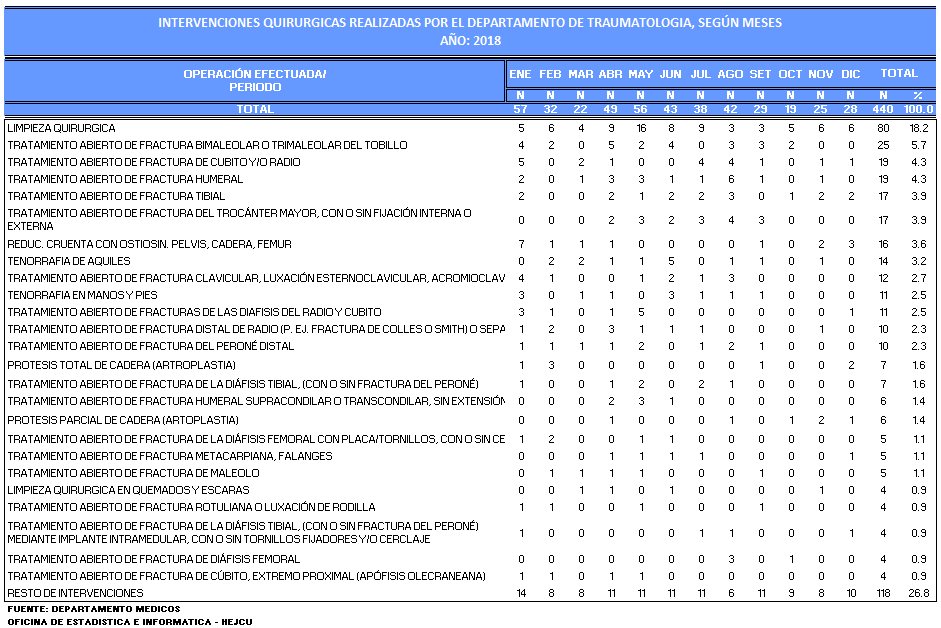 INTERVENCIONES QUIRURGICAS REALIZADAS POR EL DEPARTAMENTO DE TRAUMATOLOGIA, SEGÚN MESES
AÑO: 2018
OPERACIÓN EFECTUADA/ PERIODO ENE FEB MAR ABR MAY JUN JUL AGO SET OCT NOV DIC TOTAL
N N N N N N N N N N N N N %
TOTAL 57 32 22 49 56 43 38 42 29 19 25 28 440 100.0
LIMPIEZA QUIRURGICA 5 6 4 9 16 8 9 3 3 5 6 6 80 18.2
TRATAMIENTO ABIERTO DE FRACTURA BIMALEOLAR O TRIMALEOLAR DEL TOBILLO 4 2 0 5 2 4 0 3 3 2 0 0 25 5.7
TRATAMIENTO ABIERTO DE FRACTURA DE CUBITO Y/O RADIO 5 0 2 1 0 0 4 4 1 0 1 1 19 4.3
TRATAMIENTO ABIERTO DE FRACTURA HUMERAL 2 0 1 3 3 1 1 6 1 0 1 0 19 4.3
TRATAMIENTO ABIERTO DE FRACTURA TIBIAL 2 0 0 2 1 2 2 3 0 1 2 2 17 3.9
TRATAMIENTO ABIERTO DE FRACTURA DEL TROCÁNTER MAYOR, CON O SIN FIJACIÓN INTERNA O
EXTERNA 0 0 0 2 3 2 3 4 3 0 0 0 17 3.9
REDUC. CRUENTA CON OSTIOSIN. PELVIS, CADERA, FEMUR 7 1 1 1 0 0 0 0 1 0 2 3 16 3.6
TENORRAFIA DE AQUILES 0 2 2 1 1 5 0 1 1 0 1 0 14 3.2
TRATAMIENTO ABIERTO DE FRACTURA CLAVICULAR, LUXACIÓN ESTERNOCLAVICULAR, ACROMIOCLAV 4 1 0 0 1 2 1 3 0 0 0 0 12 2.7
TENORRAFIA EN MANOS Y PIES 3 0 1 1 0 3 1 1 1 0 0 0 11 2.5
TRATAMIENTO ABIERTO DE FRACTURAS DE LAS DIAFISIS DEL RADIO Y CUBITO 3 1 0 1 5 0 0 0 0 0 0 1 11 2.5
TRATAMIENTO ABIERTO DE FRACTURA DISTAL DE RADIO (P. EJ. FRACTURA DE COLLES O SMITH) O SEPA 1 2 0 3 1 1 1 0 0 0 1 0 10 2.3
TRATAMIENTO ABIERTO DE FRACTURA DEL PERONÉ DISTAL 1 1 1 1 2 0 1 2 1 0 0 0 10 2.3
PROTESIS TOTAL DE CADERA (ARTROPLASTIA) 1 3 0 0 0 0 0 0 1 0 0 2 7 1.6
TRATAMIENTO ABIERTO DE FRACTURA DE LA DIÁFISIS TIBIAL, (CON O SIN FRACTURA DEL PERONÉ) 1 0 0 1 2 0 2 1 0 0 0 0 7 1.6
TRATAMIENTO ABIERTO DE FRACTURA HUMERAL SUPRACONDILAR O TRANSCONDILAR, SIN EXTENSIÓN 0 0 0 2 3 1 0 0 0 0 0 0 6 1.4
PROTESIS PARCIAL DE CADERA (ARTOPLASTIA) 0 0 0 1 0 0 0 1 0 1 2 1 6 1.4
TRATAMIENTO ABIERTO DE FRACTURA DE LA DIÁFISIS FEMORAL CON PLACA/TORNILLOS, CON O SIN CE 1 2 0 0 1 1 0 0 0 0 0 0 5 1.1
TRATAMIENTO ABIERTO DE FRACTURA METACARPIANA, FALANGES 0 0 0 1 1 1 1 0 0 0 0 1 5 1.1
TRATAMIENTO ABIERTO DE FRACTURA DE MALEOLO 0 1 1 1 1 0 0 0 1 0 0 0 5 1.1
LIMPIEZA QUIRURGICA EN QUEMADOS Y ESCARAS 0 0 1 1 0 1 0 0 0 0 1 0 4 0.9
TRATAMIENTO ABIERTO DE FRACTURA ROTULIANA O LUXACIÓN DE RODILLA 1 1 0 0 1 0 0 0 1 0 0 0 4 0.9
TRATAMIENTO ABIERTO DE FRACTURA DE LA DIÁFISIS TIBIAL, (CON O SIN FRACTURA DEL PERONÉ)
MEDIANTE IMPLANTE INTRAMEDULAR, CON O SIN TORNILLOS FIJADORES Y/O CERCLAJE 1 0 0 0 0 0 1 1 0 0 0 1 4 0.9
TRATAMIENTO ABIERTO DE FRACTURA DE DIÁFISIS FEMORAL 0 0 0 0 0 0 0 3 0 1 0 0 4 0.9
TRATAMIENTO ABIERTO DE FRACTURA DE CÚBITO, EXTREMO PROXIMAL (APÓFISIS OLECRANEANA) 1 1 0 1 1 0 0 0 0 0 0 0 4 0.9
RESTO DE INTERVENCIONES 14 8 8 11 11 11 11 6 11 9 8 10 118 26.8
FUENTE: DEPARTAMENTO MEDICOS
OFICINA DE ESTADISTICA E INFORMATICA - HEJCU